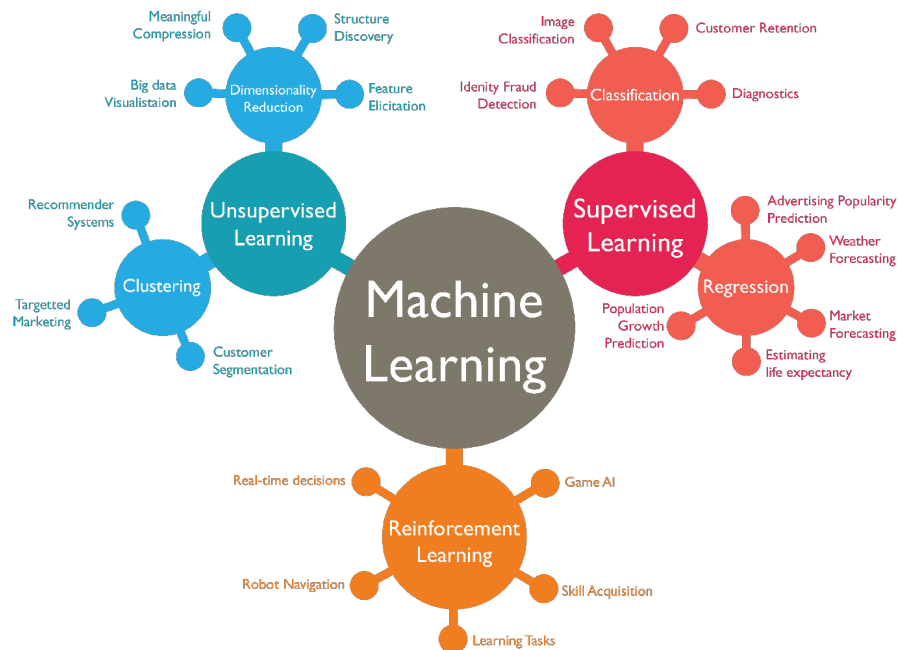 Meaningful
Compression
Structure
Discovery
Big data
Visualistaion
Dimensionality
Reduction
Feature
Elicitation
Image
Classification
Customer Retention
Idenity Fraud
Detection
Classification
Diagnostics
Recommender
Systems
Unsupervised
Learning
Clustering
Targetted
Marketing
Customer
Segmentation
Machine
Learning
Supervised
Learning
Advertising Popularity
Prediction
Weather
Forecasting
Regression
Population
Growth
Prediction
Market
Forecasting
Estimating
life expectancy
Real-time decisions
Game AI
Reinforcement
Learning
Robot Navigation
Skill Acquisition
Learning Tasks